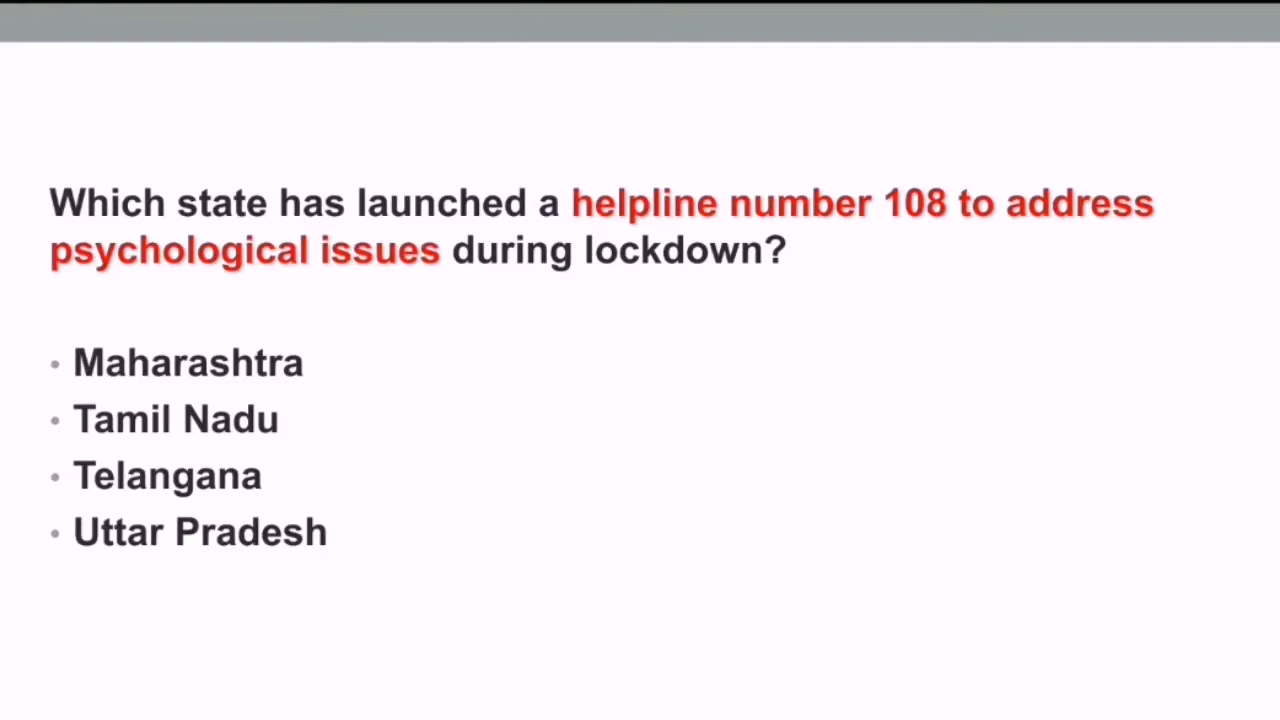 Which state has launched a helpline number 108 to address
psychological issues during lockdown?
• Maharashtra
• Tamil Nadu
• Telangana
• Uttar Pradesh